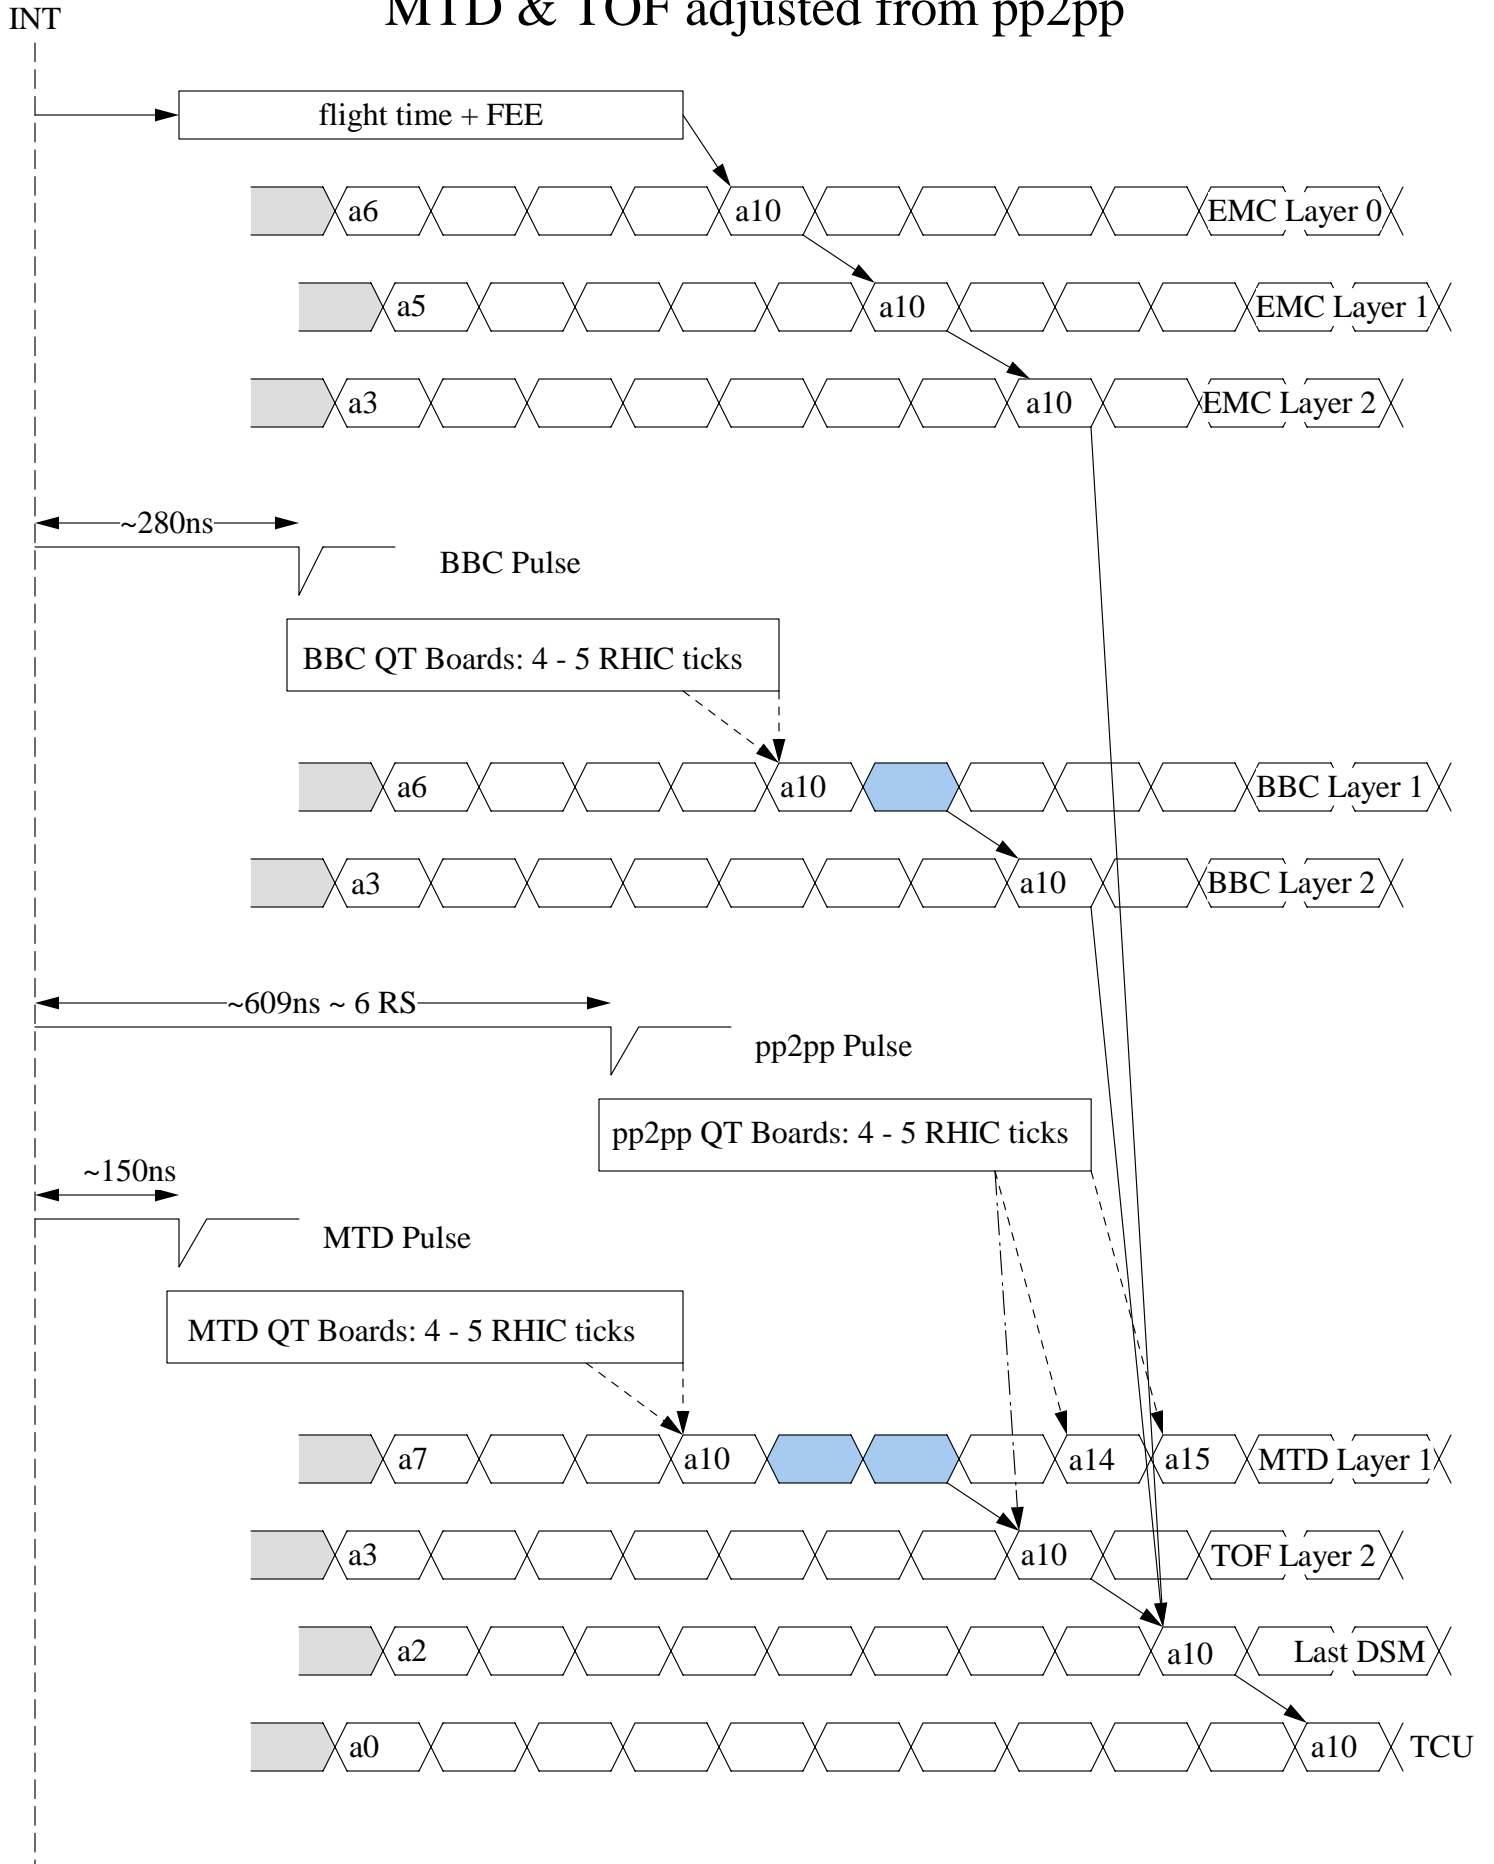 MTD & TOF adjusted from pp2pp
INT
flight time + FEE
a6 a10 EMC Layer 0
a5 a10 EMC Layer 1
a3 a10 EMC Layer 2
~280ns
BBC Pulse
BBC QT Boards: 4 - 5 RHIC ticks
a6 a10 BBC Layer 1
a3 a10 BBC Layer 2
~609ns ~ 6 RS
pp2pp Pulse
pp2pp QT Boards: 4 - 5 RHIC ticks
~150ns
MTD Pulse
MTD QT Boards: 4 - 5 RHIC ticks
a7 a10 a14 a15 MTD Layer 1
a3 a10 TOF Layer 2
a2 a10 Last DSM
a0 a10 TCU